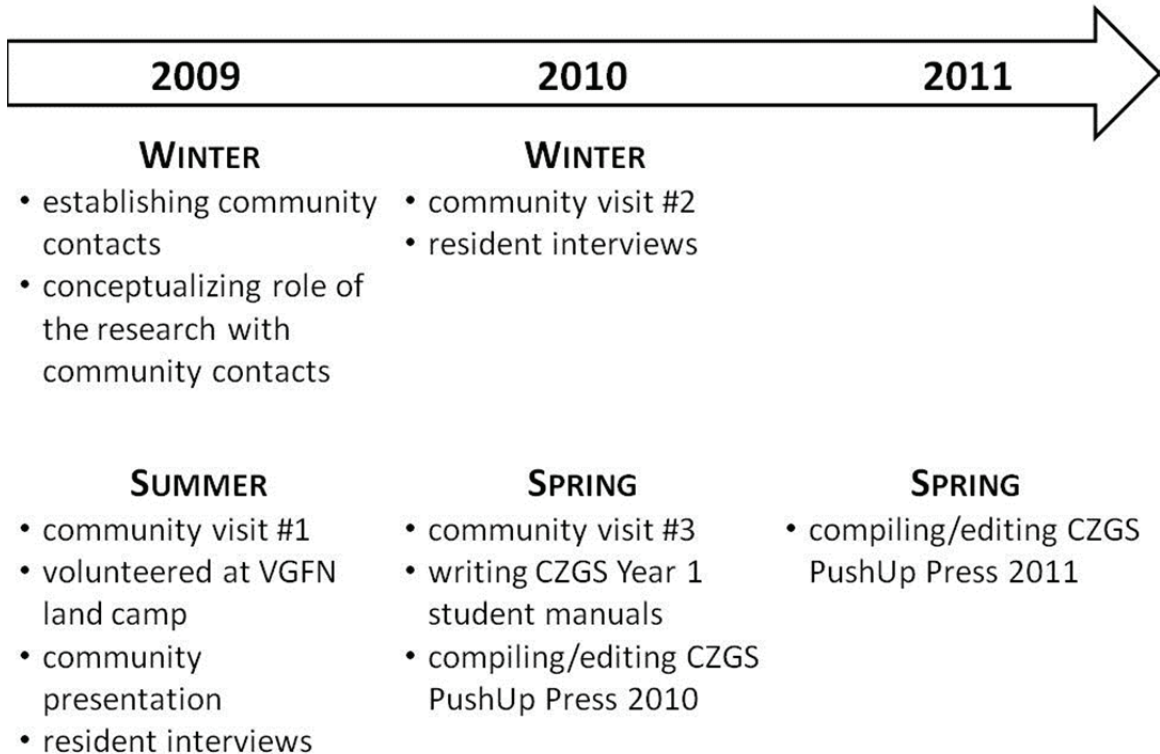 2009 2010 2011
WINTER
• establishing community
contacts
• conceptualizing role of
the research with
community contacts
WINTER
• community visit #2
• resident interviews
SUMMER
• community visit #1
• volunteered at VGFN
land camp
• community
presentation
• resident interviews
SPRING
• community visit #3
• writing CZGS Year 1
student manuals
• compiling/editing CZGS
PushUp Press 2010
SPRING
• compiling/editing CZGS
PushUp Press 2011